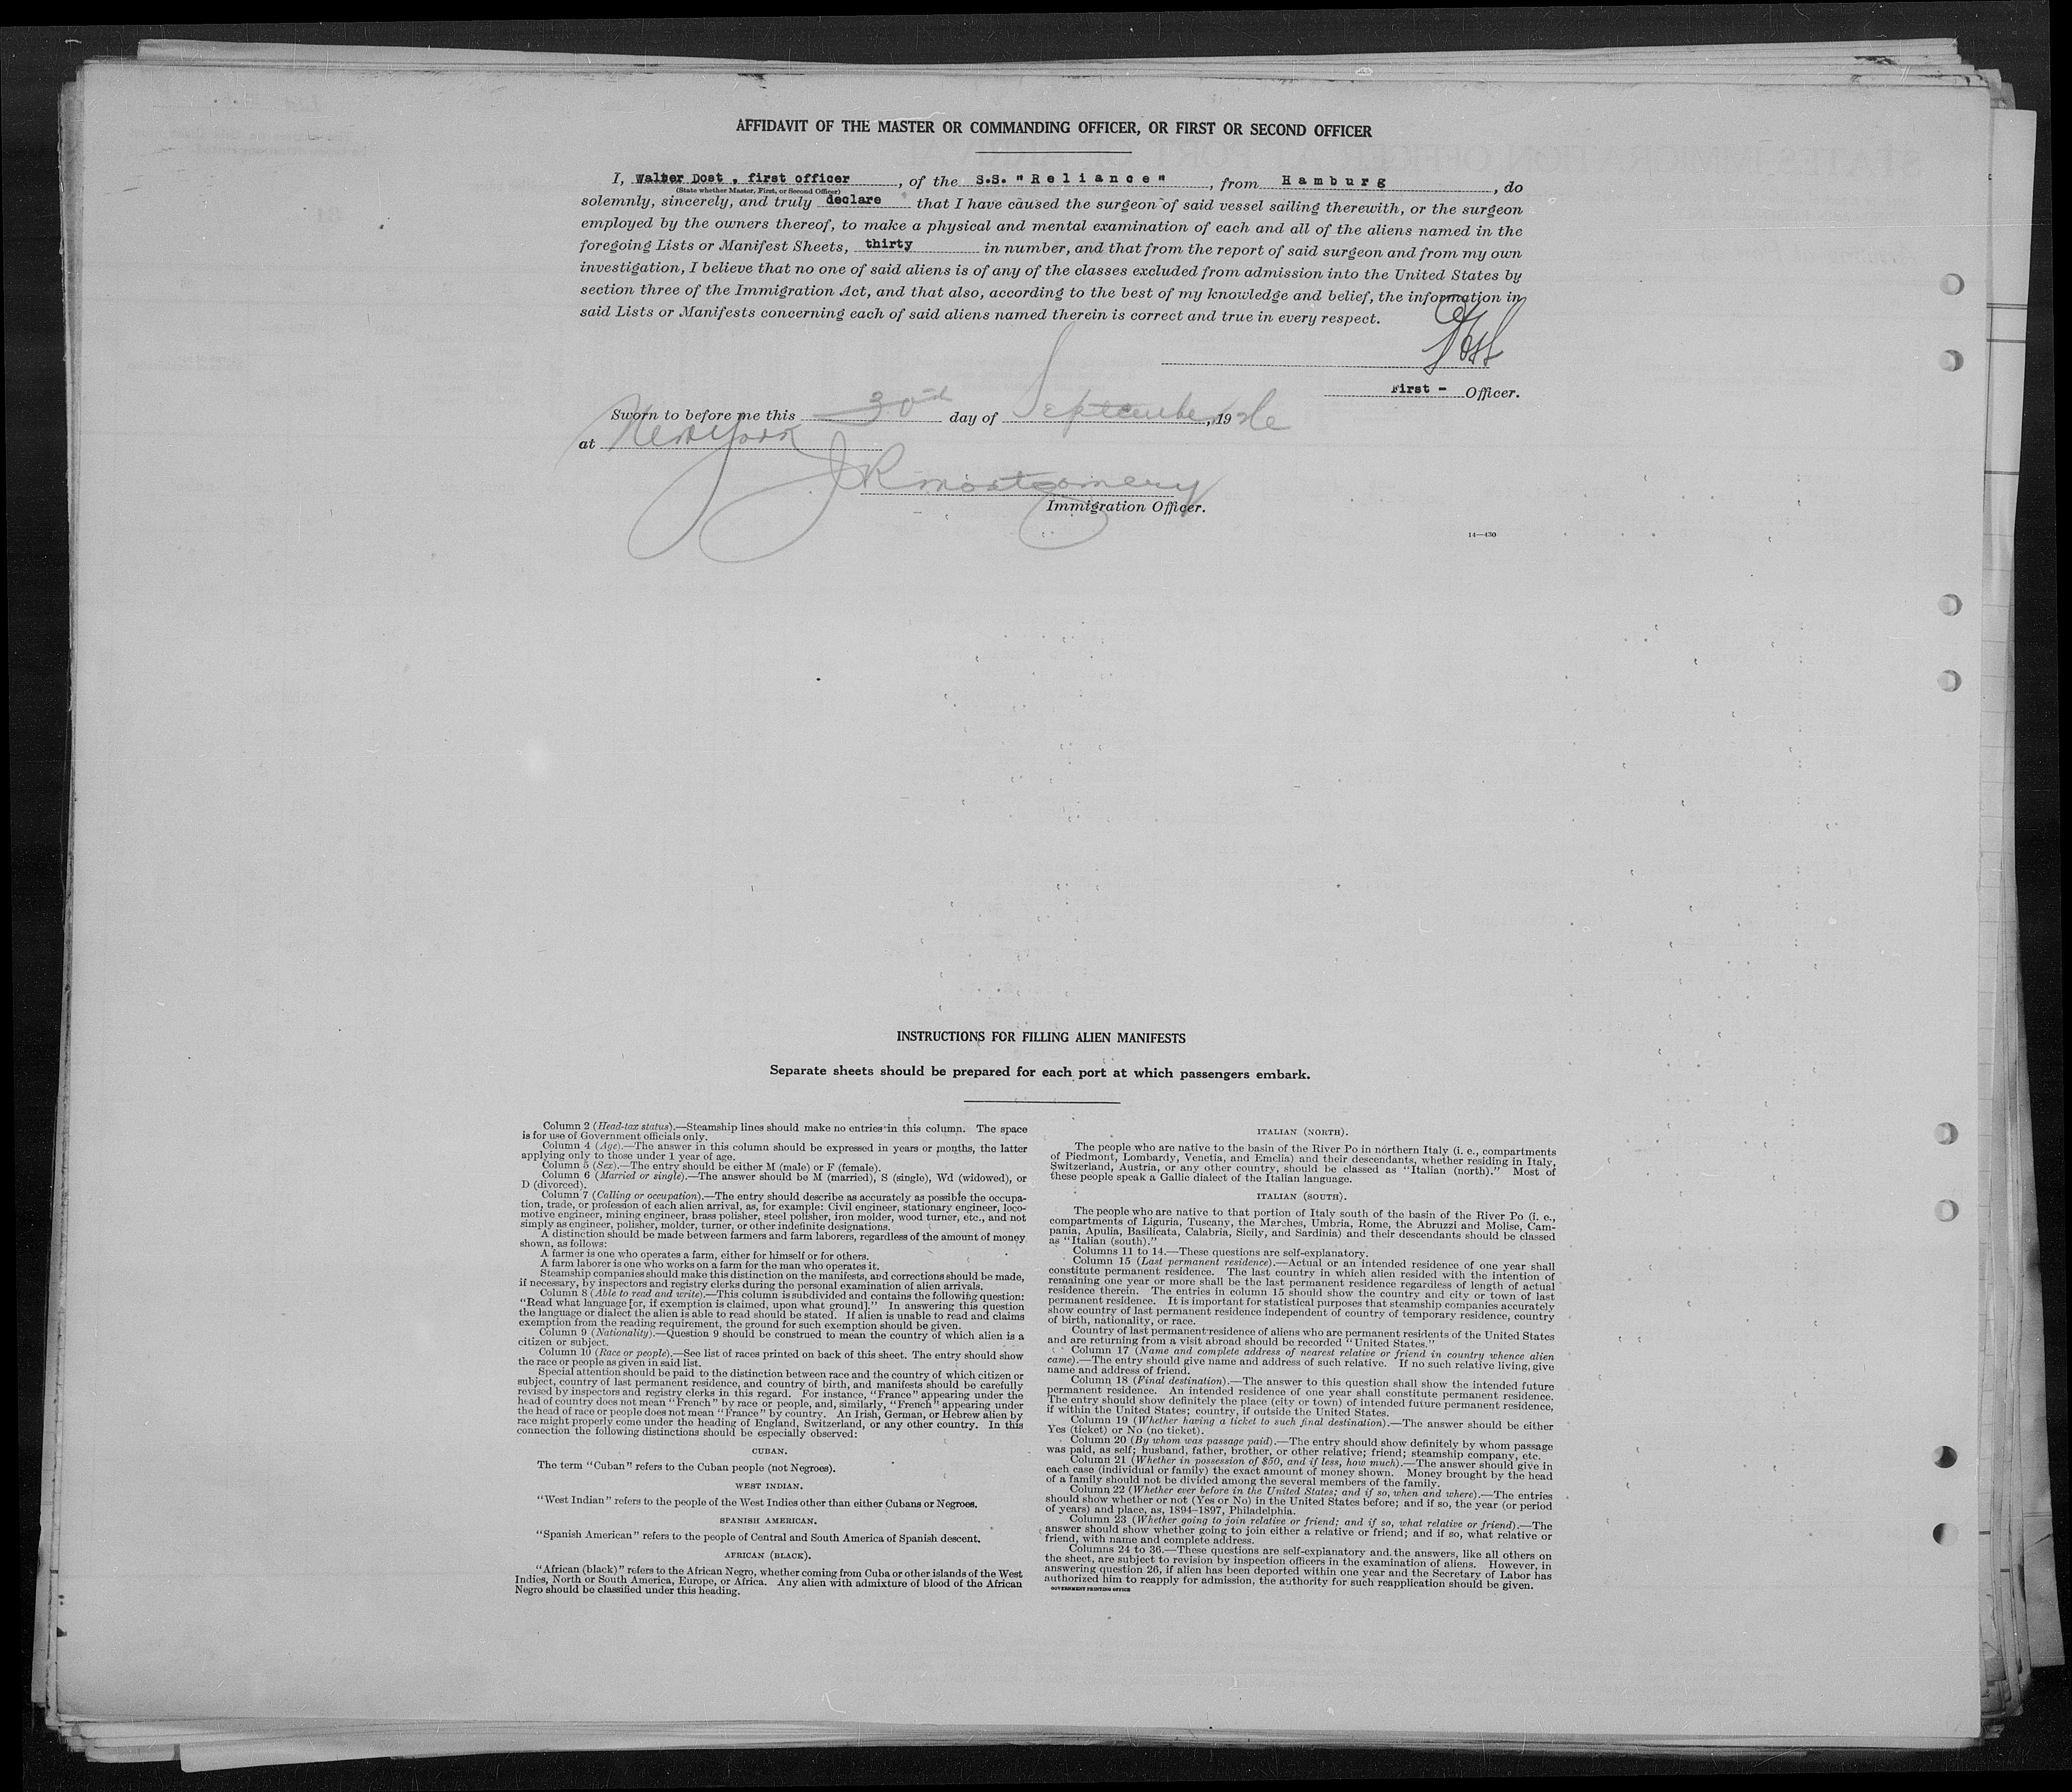 AFFIDAVIT OF THE MASTER OR COMMANDING OFFICER, OR FIRST OR SECOND OFFICER
I, Walter Dost , first officer, of the S.S. "Reliance", from Hamburg, do
(State whether Master, First, or Second Officer)
solemnly, sincerely, and truly declare that I have caused the surgeon of said vessel sailing therewith, or the surgeon
employed by the owners thereof, to make a physical and mental examination of each and all of the aliens named in the
foregoing Lists or Manifest Sheets, thirty in number, and that from the report of said surgeon and from my own
investigation, I believe that no one of said aliens is of any of the classes excluded from admission into the United States by
section three of the Immigration Act, and that also, according to the best of my knowledge and belief, the information in
said Lists or Manifests concerning each of said aliens named therein is correct and true in every respect.
First - Officer.
Sworn to before me this 30 day of September, 19
at New York
JR Montgomery
Immigration Officer.
14—430
INSTRUCTIONS FOR FILLING ALIEN MANIFESTS
Separate sheets should be prepared for each port at which passengers embark.
Column 2 (Head-tax status).—Steamship lines should make no entries in this column. The space
is for use of Government officials only.
Column 4 (Age).—The answer in this column should be expressed in years or months, the latter
applying only to those under 1 year of age.
Column 5 (Sex).—The entry should be either M (male) or F (female).
Column 6 (Married or single).—The answer should be M (married), S (single), Wd (widowed), or
D (divorced).
Column 7 (Calling or occupation).—The entry should describe as accurately as possible the occupa-
tion, trade, or profession of each alien arrival, as, for example: Civil engineer, stationary engineer, loco-
motive engineer, mining engineer, brass polisher, steel polisher, iron molder, wood turner, etc., and not
simply as engineer, polisher, molder, turner, or other indefinite designations.
A distinction should be made between farmers and farm laborers, regardless of the amount of money
shown, as follows:
A farmer is one who operates a farm, either for himself or for others.
A farm laborer is one who works on a farm for the man who operates it.
Steamship companies should make this distinction on the manifests, and corrections should be made,
if necessary, by inspectors and registry clerks during the personal examination of alien arrivals.
Column 8 (Able to read and write).—This column is subdivided and contains the following question:
"Read what language [or, if exemption is claimed, upon what ground]." In answering this question
the language or dialect the alien is able to read should be stated. If alien is unable to read and claims
exemption from the reading requirement, the ground for such exemption should be given.
Column 9 (Nationality).—Question 9 should be construed to mean the country of which alien is a
citizen or subject.
Column 10 (Race or people).—See list of races printed on back of this sheet. The entry should show
the race or people as given in said list.
Special attention should be paid to the distinction between race and the country of which citizen or
subject, country of last permanent residence, and country of birth, and manifests should be carefully
revised by inspectors and registry clerks in this regard. For instance, "France" appearing under the
head of country does not mean "French" by race or people, and, similarly, "French" appearing under
the head of race or people does not mean "France" by country. An Irish, German, or Hebrew alien by
race might properly come under the heading of England, Switzerland, or any other country. In this
connection the following distinctions should be especially observed:
CUBAN.
The term "Cuban" refers to the Cuban people (not Negroes).
WEST INDIAN.
"West Indian" refers to the people of the West Indies other than either Cubans or Negroes.
SPANISH AMERICAN.
"Spanish American" refers to the people of Central and South America of Spanish descent.
AFRICAN (BLACK).
"African (black)" refers to the African Negro, whether coming from Cuba or other islands of the West
Indies, North or South America, Europe, or Africa. Any alien with admixture of blood of the African
Negro should be classified under this heading.
ITALIAN (NORTH).
The people who are native to the basin of the River Po in northern Italy (i. e., compartments
of Piedmont, Lombardy, Venetia, and Emelia) and their descendants, whether residing in Italy,
Switzerland, Austria, or any other country, should be classed as "Italian (north)." Most of
these people speak a Gallic dialect of the Italian language.
ITALIAN (SOUTH).
The people who are native to that portion of Italy south of the basin of the River Po (i. e.,
compartments of Liguria, Tuscany, the Marches, Umbria, Rome, the Abruzzi and Molise, Cam-
pania, Apulia, Basilicata, Calabria, Sicily, and Sardinia) and their descendants should be classed
as "Italian (south)."
Columns 11 to 14.—These questions are self-explanatory.
Column 15 (Last permanent residence).—Actual or an intended residence of one year shall
constitute permanent residence. The last country in which alien resided with the intention of
remaining one year or more shall be the last permanent residence regardless of length of actual
residence therein. The entries in column 15 should show the country and city or town of last
permanent residence. It is important for statistical purposes that steamship companies accurately
show country of last permanent residence independent of country of temporary residence, country
of birth, nationality, or race.
Country of last permanent residence of aliens who are permanent residents of the United States
and are returning from a visit abroad should be recorded "United States."
Column 17 (Name and complete address of nearest relative or friend in country whence alien
came).—The entry should give name and address of such relative. If no such relative living, give
name and address of friend.
Column 18 (Final destination).—The answer to this question shall show the intended future
permanent residence. An intended residence of one year shall constitute permanent residence.
The entry should show definitely the place (city or town) of intended future permanent residence,
if within the United States; country, if outside the United States.
Column 19 (Whether having a ticket to such final destination).—The answer should be either
Yes (ticket) or No (no ticket).
Column 20 (By whom was passage paid).—The entry should show definitely by whom passage
was paid, as self; husband, father, brother, or other relative; friend; steamship company, etc.
Column 21 (Whether in possession of $50, and if less, how much).—The answer should give in
each case (individual or family) the exact amount of money shown. Money brought by the head
of a family should not be divided among the several members of the family.
Column 22 (Whether ever before in the United States; and if so, when and where).—The entries
should show whether or not (Yes or No) in the United States before; and if so, the year (or period
of years) and place, as, 1894-1897, Philadelphia.
Column 23 (Whether going to join relative or friend; and if so, what relative or friend).—The
answer should show whether going to join either a relative or friend; and if so, what relative or
friend, with name and complete address.
Columns 24 to 36.—These questions are self-explanatory and the answers, like all others on
the sheet, are subject to revision by inspection officers in the examination of aliens. However, in
answering question 26, if alien has been deported within one year and the Secretary of Labor has
authorized him to reapply for admission, the authority for such reapplication should be given.
GOVERNMENT PRINTING OFFICE